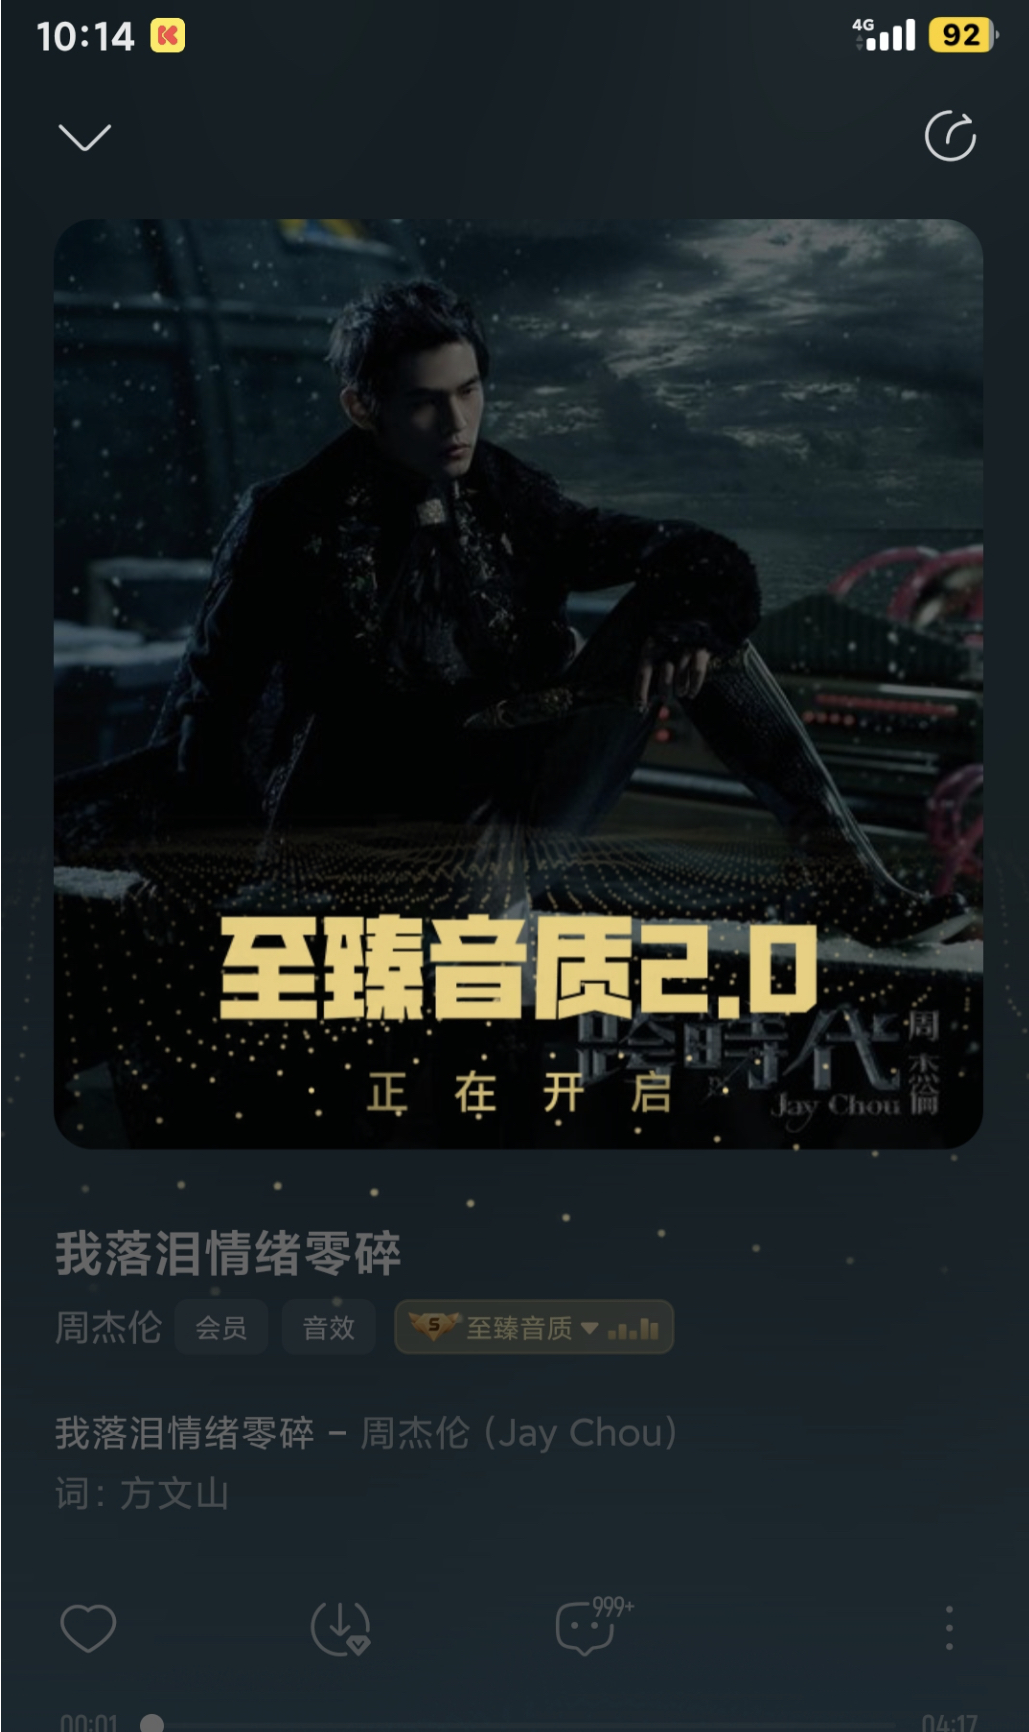 10:14
4G
92
至臻音质2.0
跨時代
周杰倫
Jay Chou
正在开启
我落泪情绪零碎
周杰伦 会员 音效 S 至臻音质
我落泪情绪零碎 – 周杰伦 (Jay Chou)
词: 方文山
999+
00:01 04:17